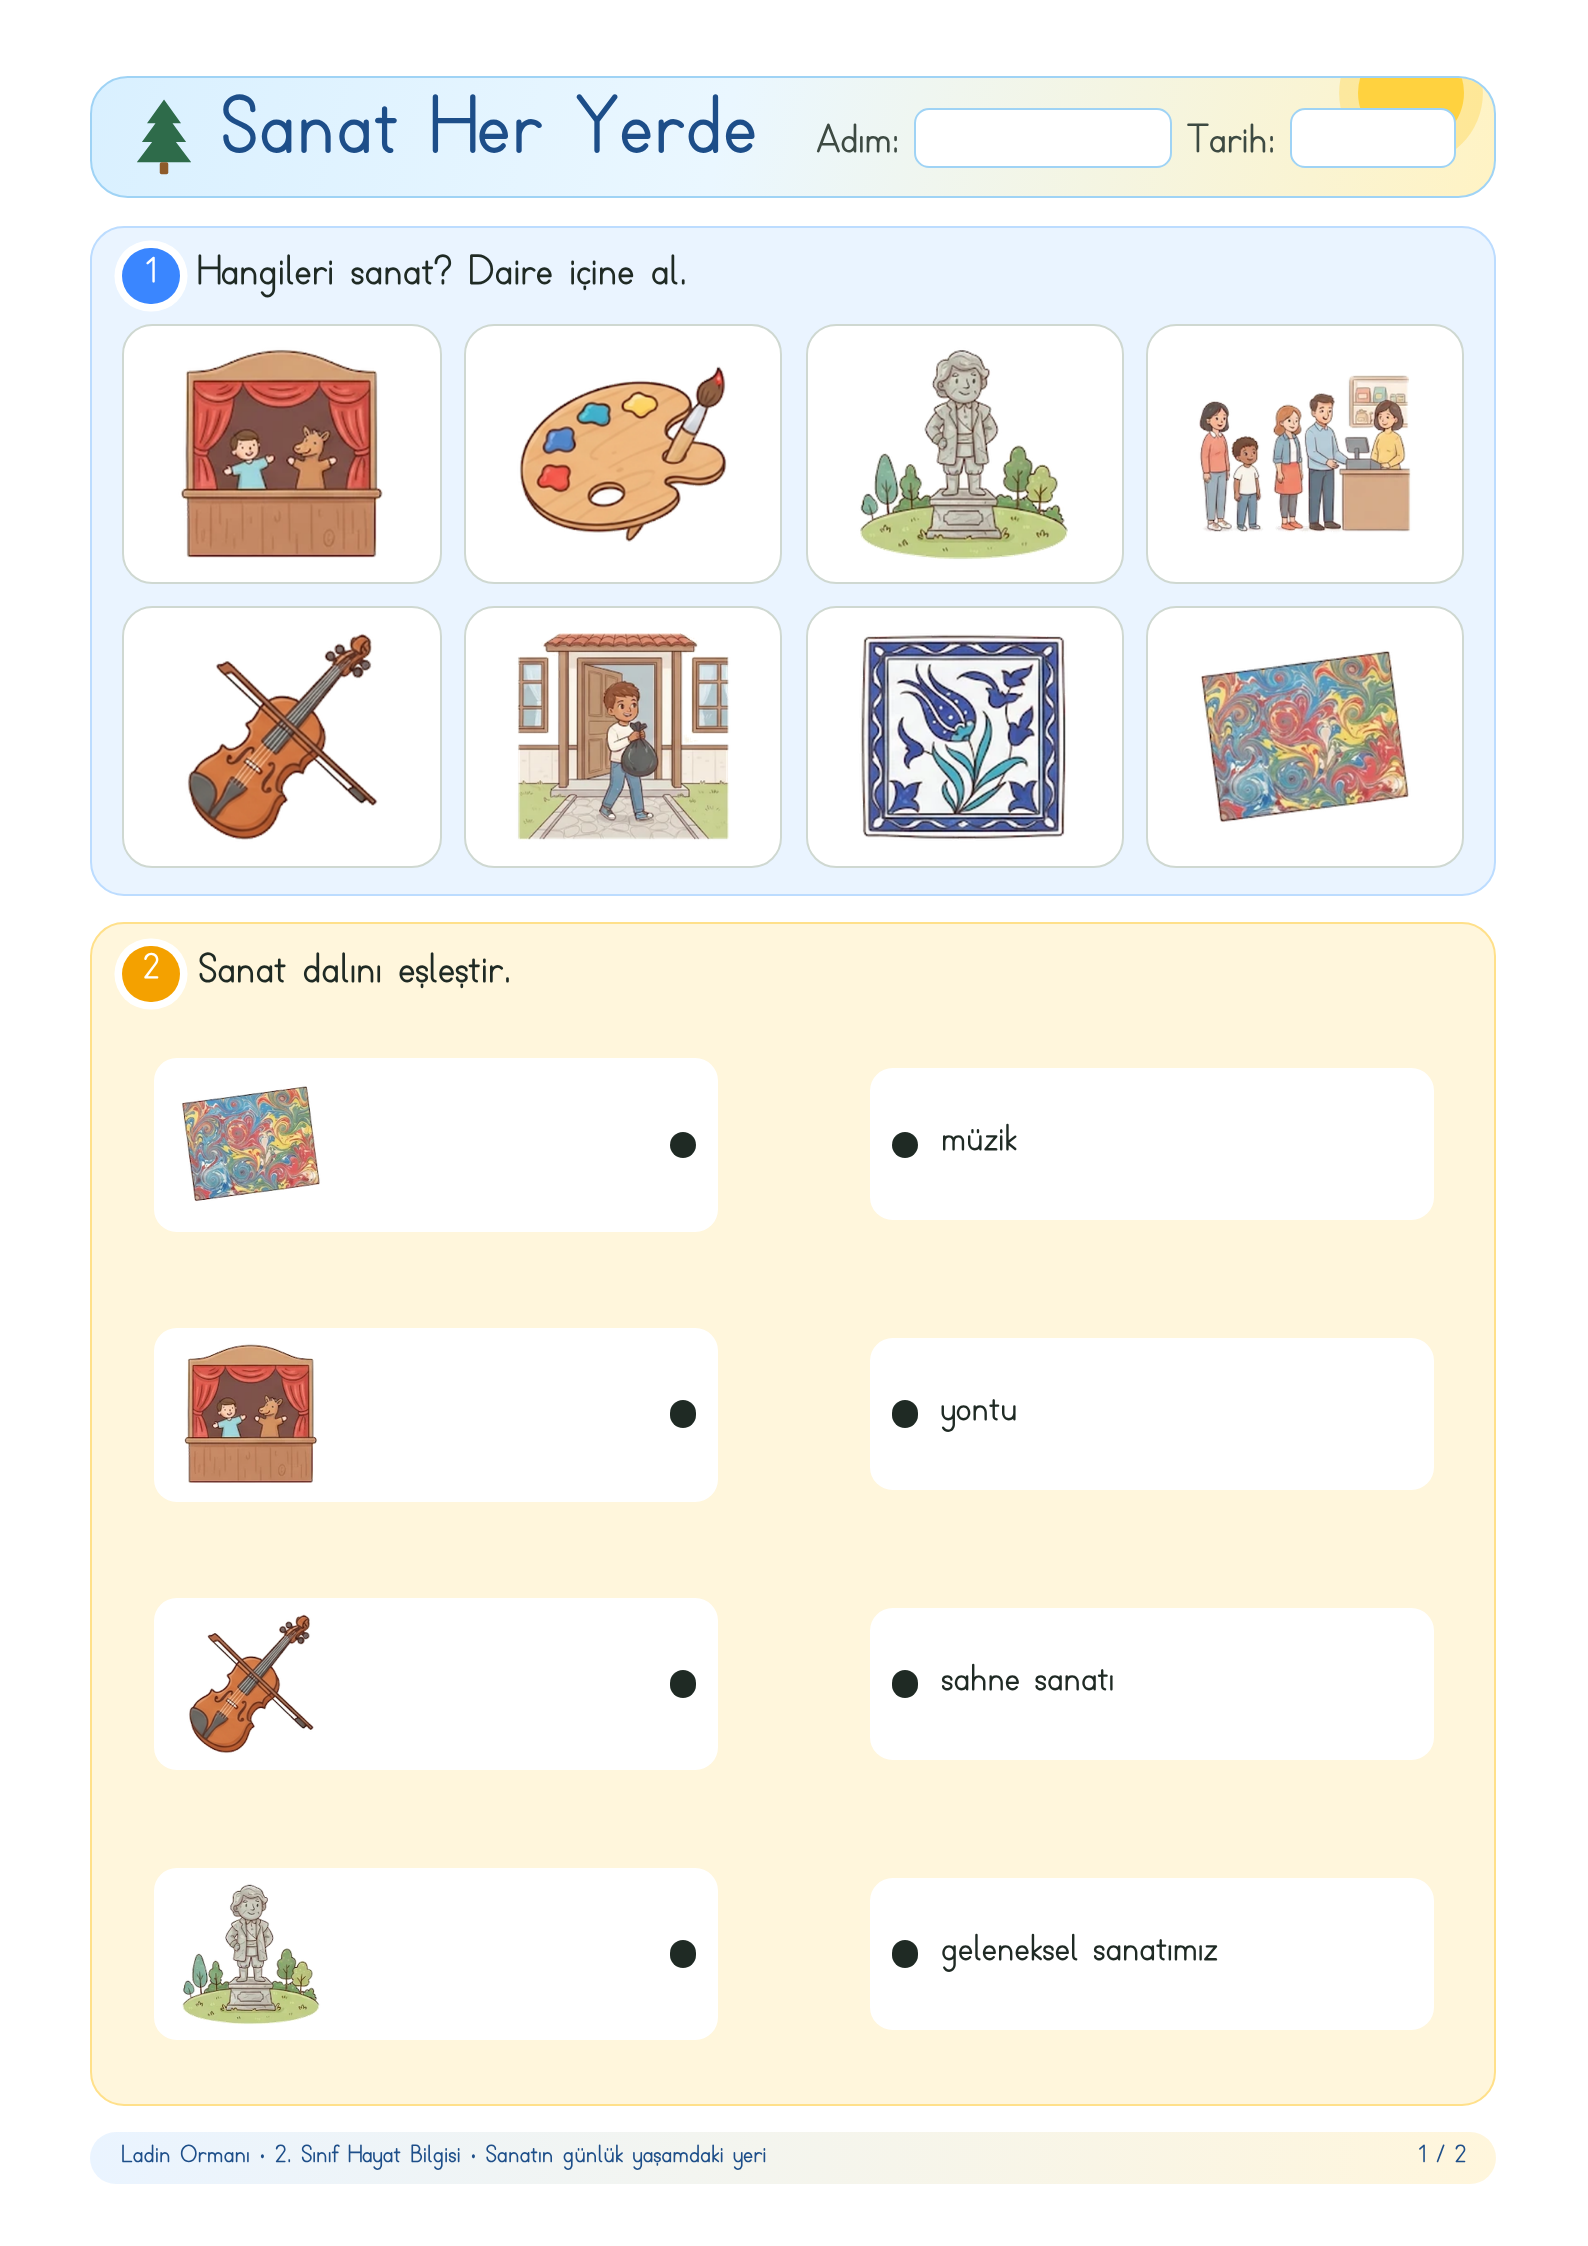 Sanat Her Yerde
Adım:
Tarih:
1 Hangileri sanat? Daire içine al.
2 Sanat dalını eşleştir.
müzik
yontu
sahne sanatı
geleneksel sanatımız
Ladin Ormanı • 2. Sınıf Hayat Bilgisi • Sanatın günlük yaşamdaki yeri
1 / 2